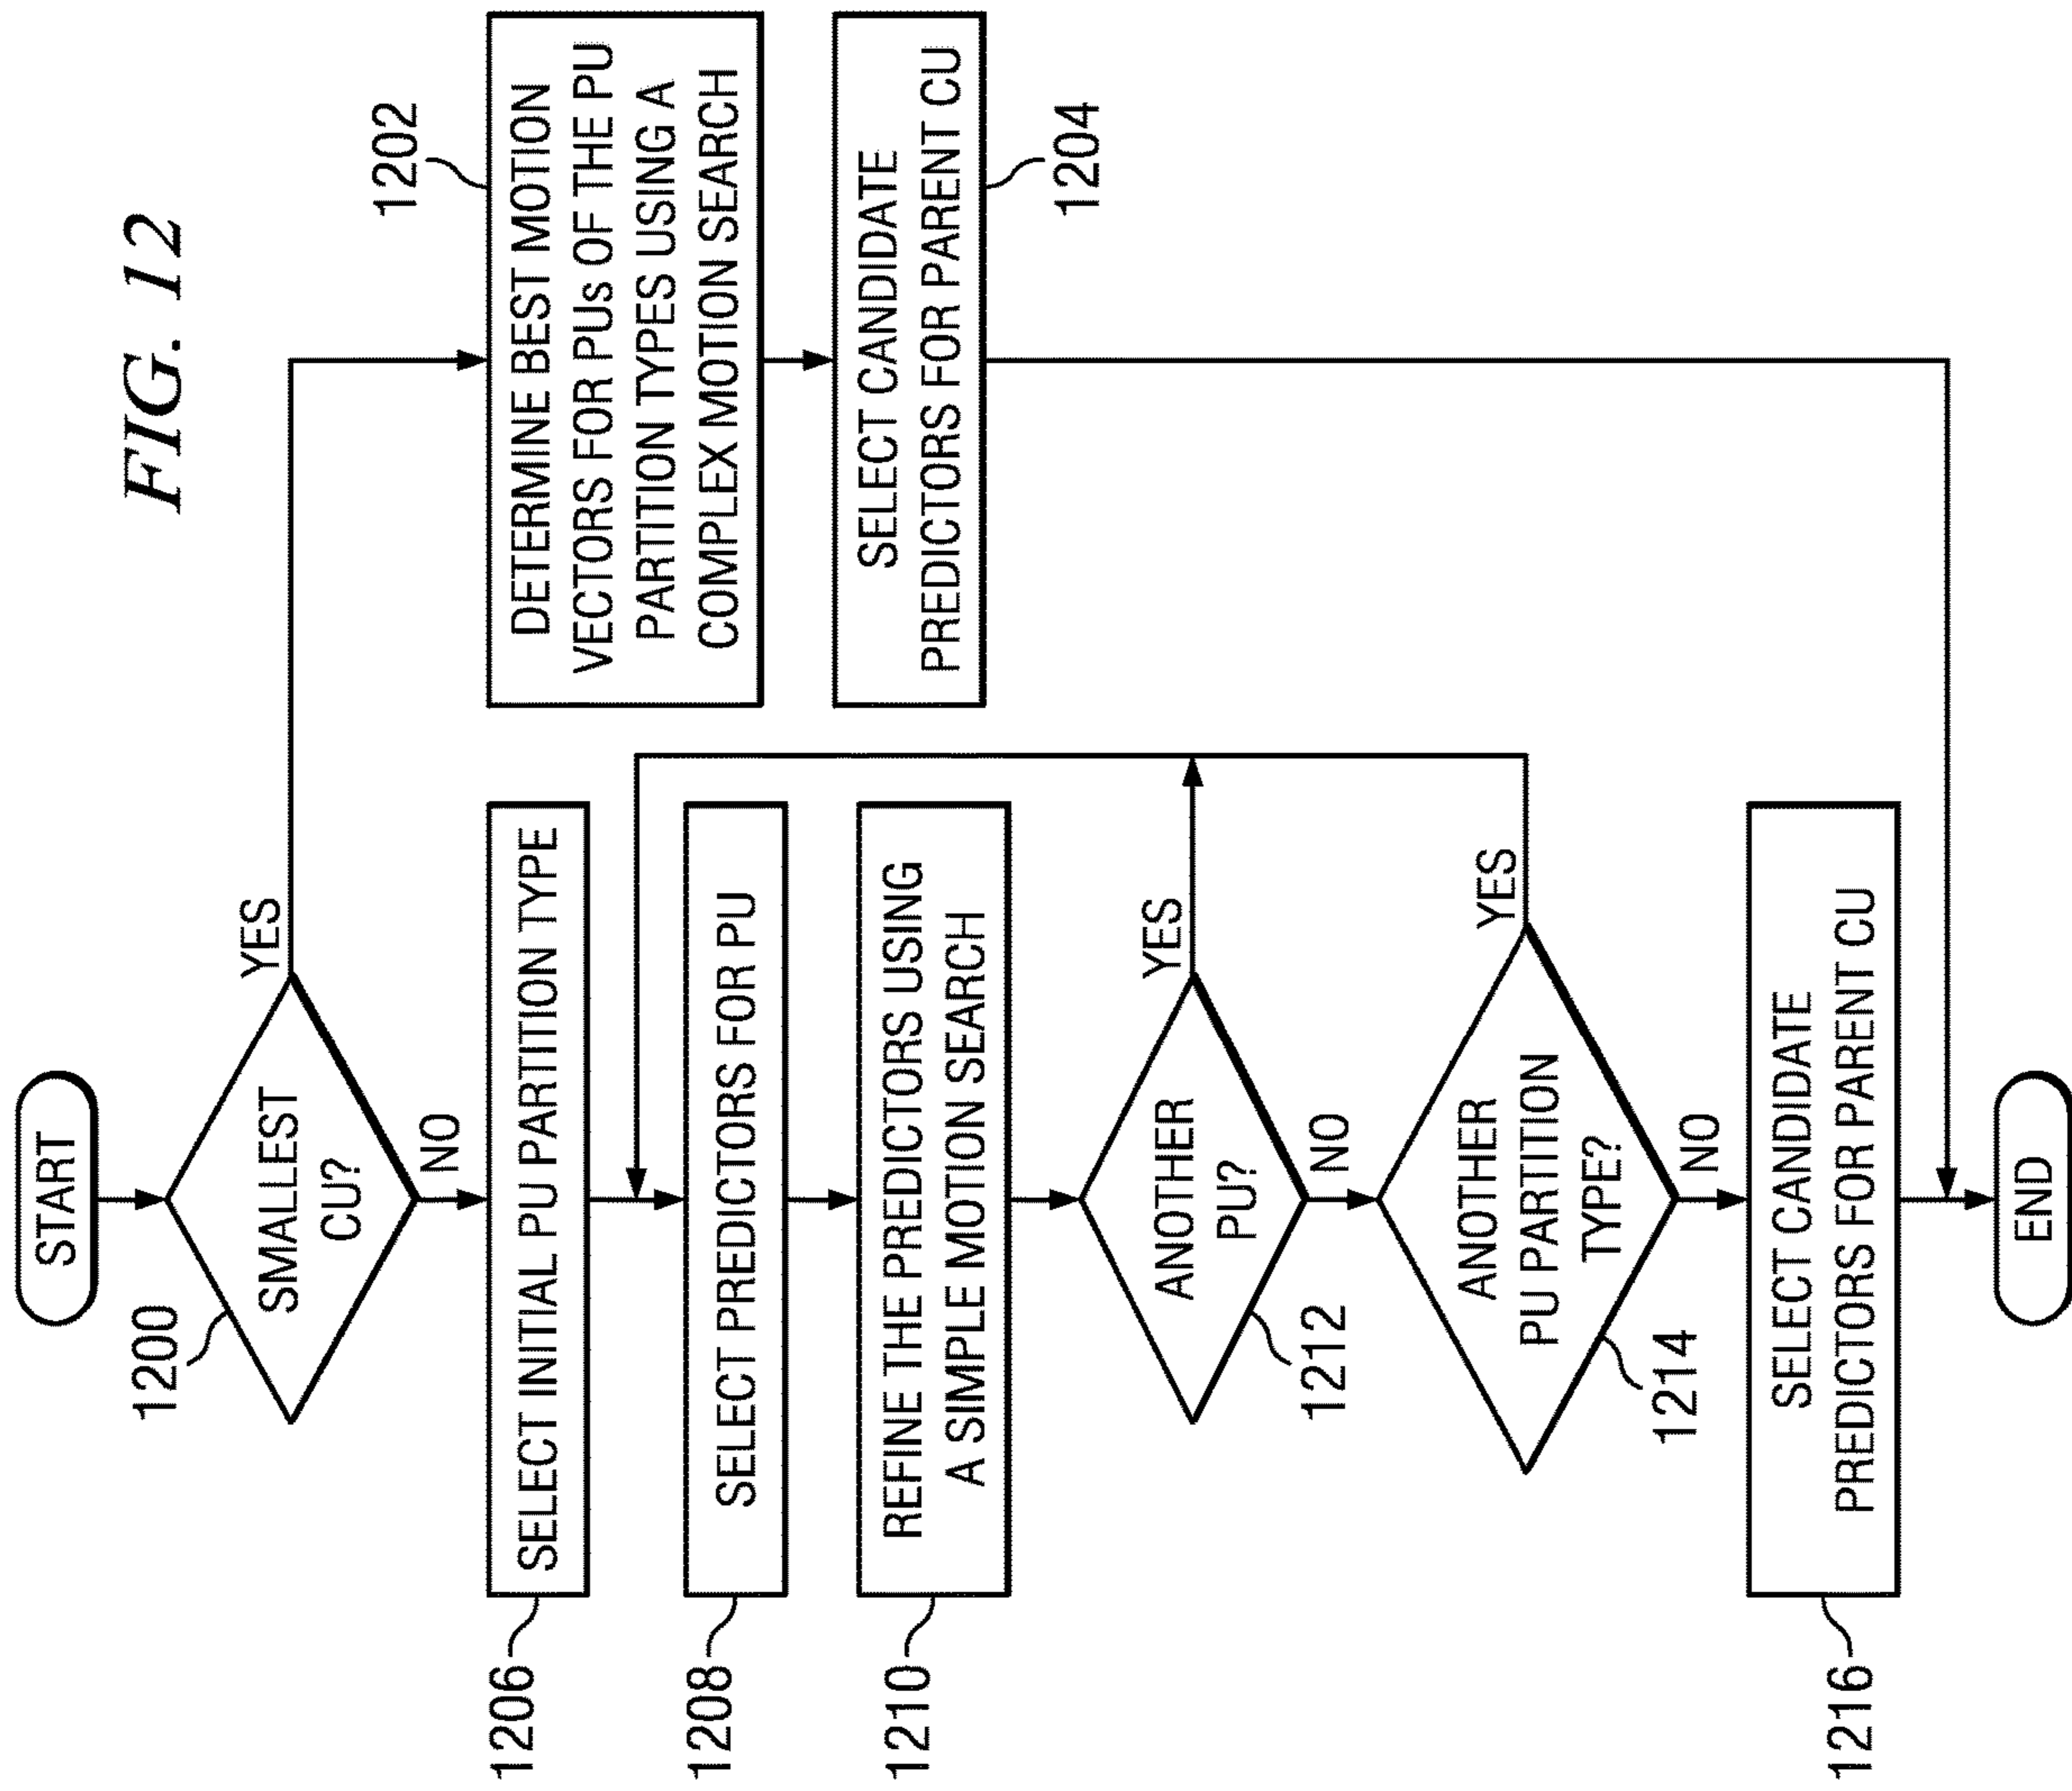 FIG. 12
START
1200
SMALLEST
CU?
YES
NO
1202
DETERMINE BEST MOTION
VECTORS FOR PUs OF THE PU
PARTITION TYPES USING A
COMPLEX MOTION SEARCH
SELECT CANDIDATE
PREDICTORS FOR PARENT CU
1204
1206
SELECT INITIAL PU PARTITION TYPE
1208
SELECT PREDICTORS FOR PU
1210
REFINE THE PREDICTORS USING
A SIMPLE MOTION SEARCH
ANOTHER
PU?
YES
NO
1212
ANOTHER
PU PARTITION
TYPE?
YES
NO
1214
1216
SELECT CANDIDATE
PREDICTORS FOR PARENT CU
END